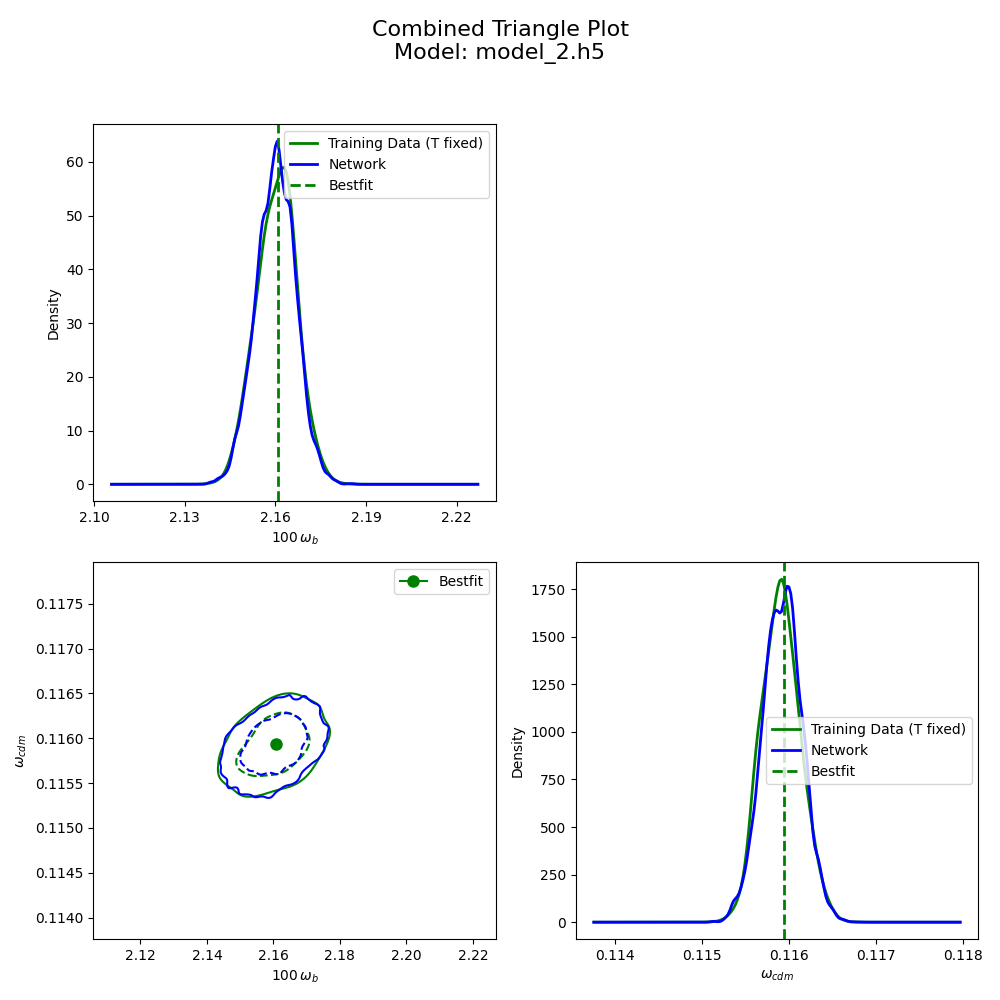 Combined Triangle Plot
Model: model_2.h5
60
50
40
30
20
10
0
Density
Training Data (T fixed)
Network
Bestfit
2.10 2.13 2.16 2.19 2.22
100 ω_b
0.1175
0.1170
0.1165
0.1160
0.1155
0.1150
0.1145
0.1140
ω_cdm
Bestfit
2.12 2.14 2.16 2.18 2.20 2.22
100 ω_b
1750
1500
1250
1000
750
500
250
0
Density
Training Data (T fixed)
Network
Bestfit
0.114 0.115 0.116 0.117 0.118
ω_cdm